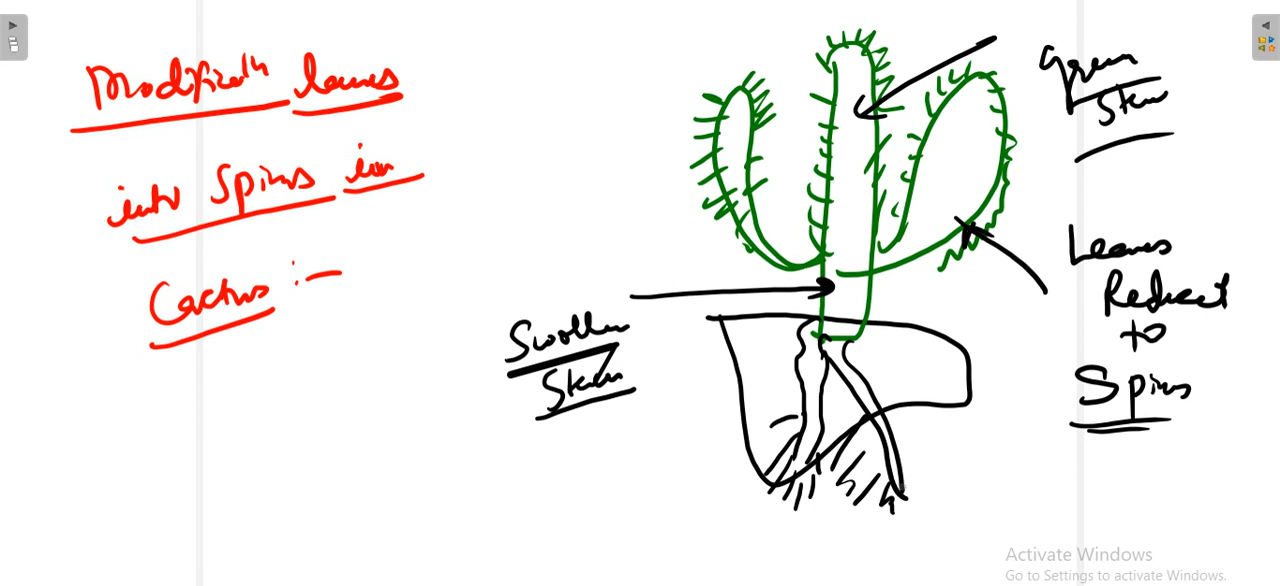 Modificatn leaves
into Spines in
Cactus :-
Green
Stem
Leaves
Reduced
to
Spines
Swollen
Stem
Activate Windows
Go to Settings to activate Windows.